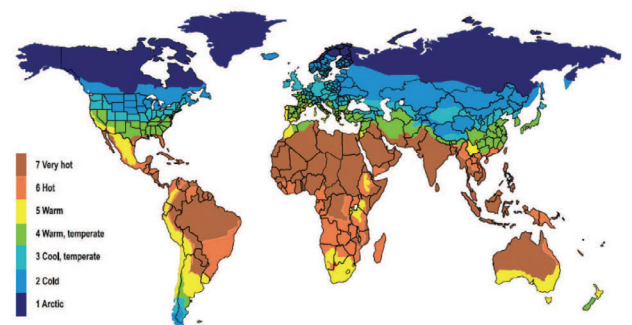 7 Very hot
6 Hot
5 Warm
4 Warm, temperate
3 Cool, temperate
2 Cold
1 Arctic